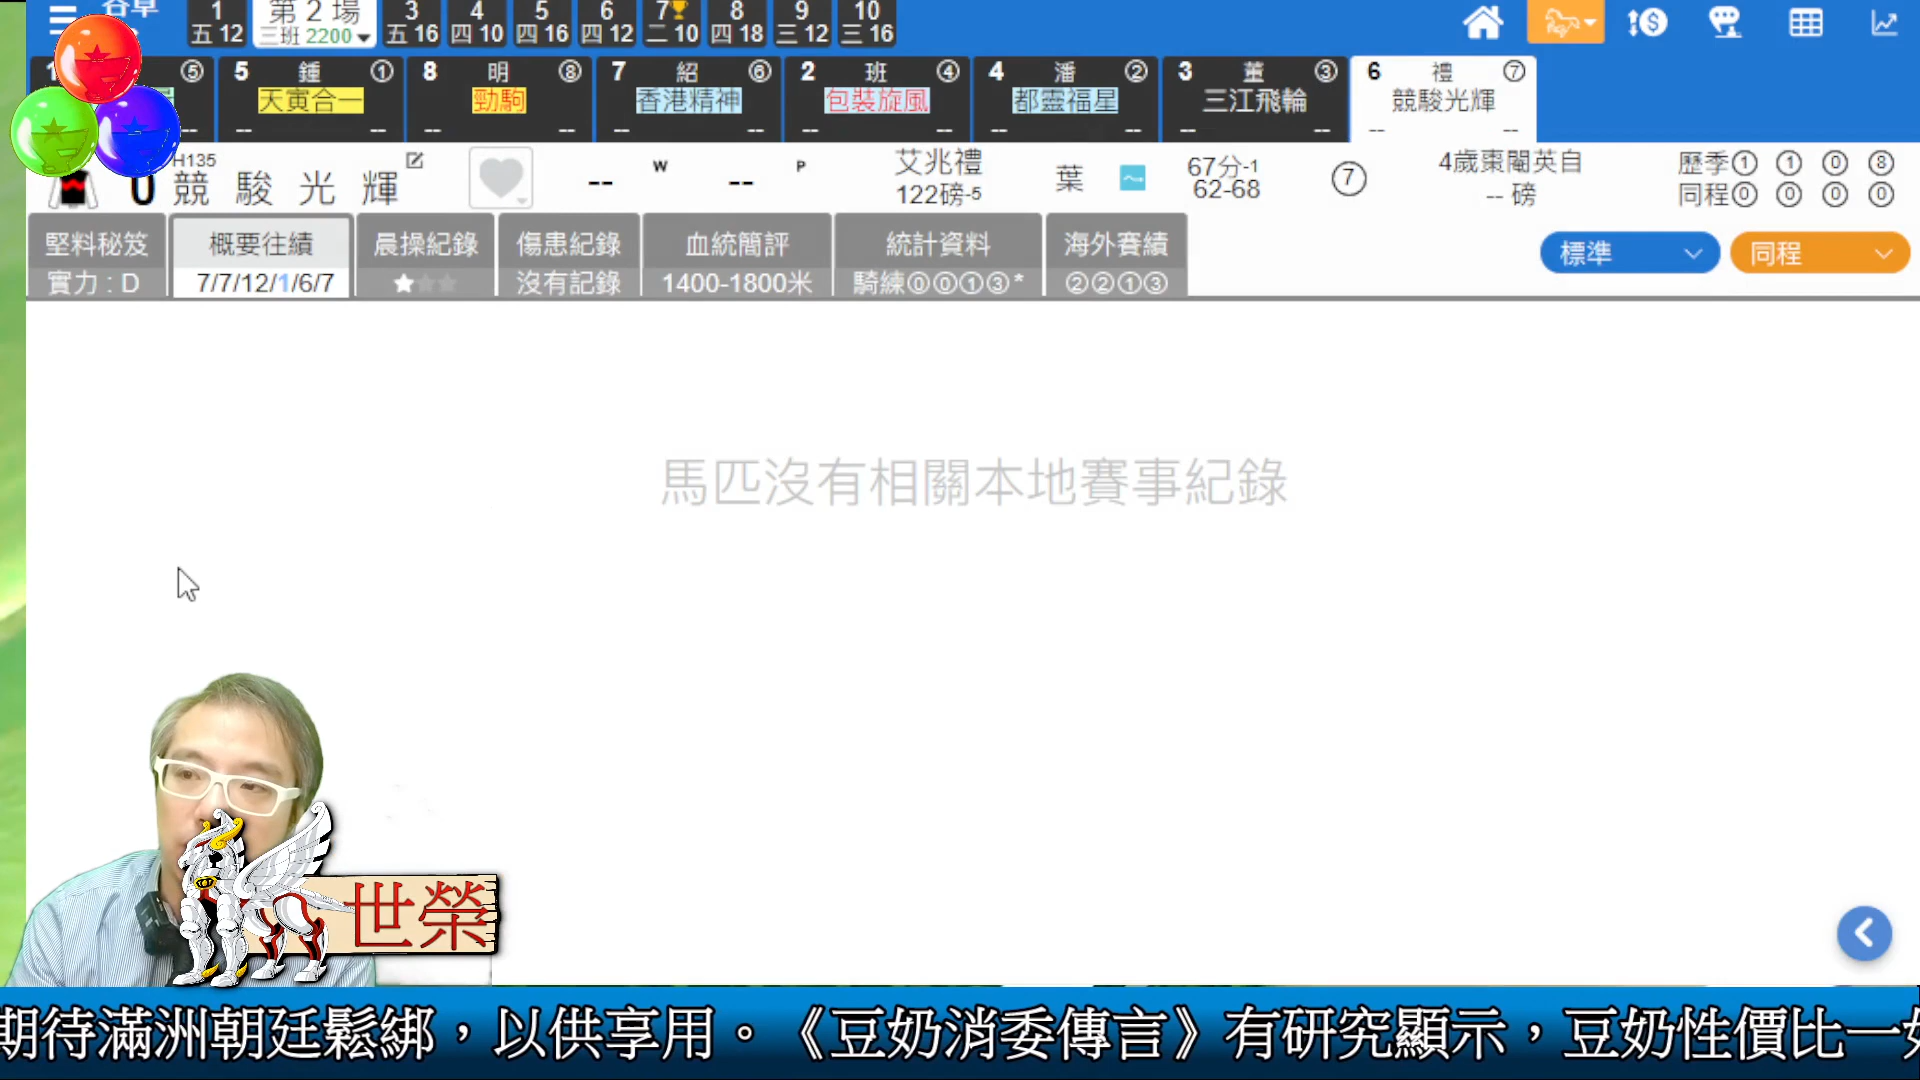 谷草
1 五 12
第 2 場 三班 2200
3 五 16
4 四 10
5 四 16
6 四 12
7 二 10
8 四 18
9 三 12
10 三 16
1 ⑤ -- 
5 鍾 ① 天寅合一 -- --
8 明 ⑧ 勁駒 -- --
7 紹 ⑥ 香港精神 -- --
2 班 ④ 包裝旋風 -- --
4 潘 ② 都靈福星 -- --
3 董 ③ 三江飛輪 -- --
6 禮 ⑦ 競駿光輝 -- --
H135
競駿光輝
-- W -- P
艾兆禮
122磅-5
葉
67分-1
62-68
⑦
4歲棗閹英自
-- 磅
歷季① ① ⓪ ⑧
同程⓪ ⓪ ⓪ ⓪
堅料秘笈
實力 : D
概要往績
7/7/12/1/6/7
晨操紀錄
★★★
傷患紀錄
沒有記錄
血統簡評
1400-1800米
統計資料
騎練⓪⓪①③*
海外賽績
②②①③
標準
同程
馬匹沒有相關本地賽事紀錄
世榮
期待滿洲朝廷鬆綁，以供享用。《豆奶消委傳言》有研究顯示，豆奶性價比一